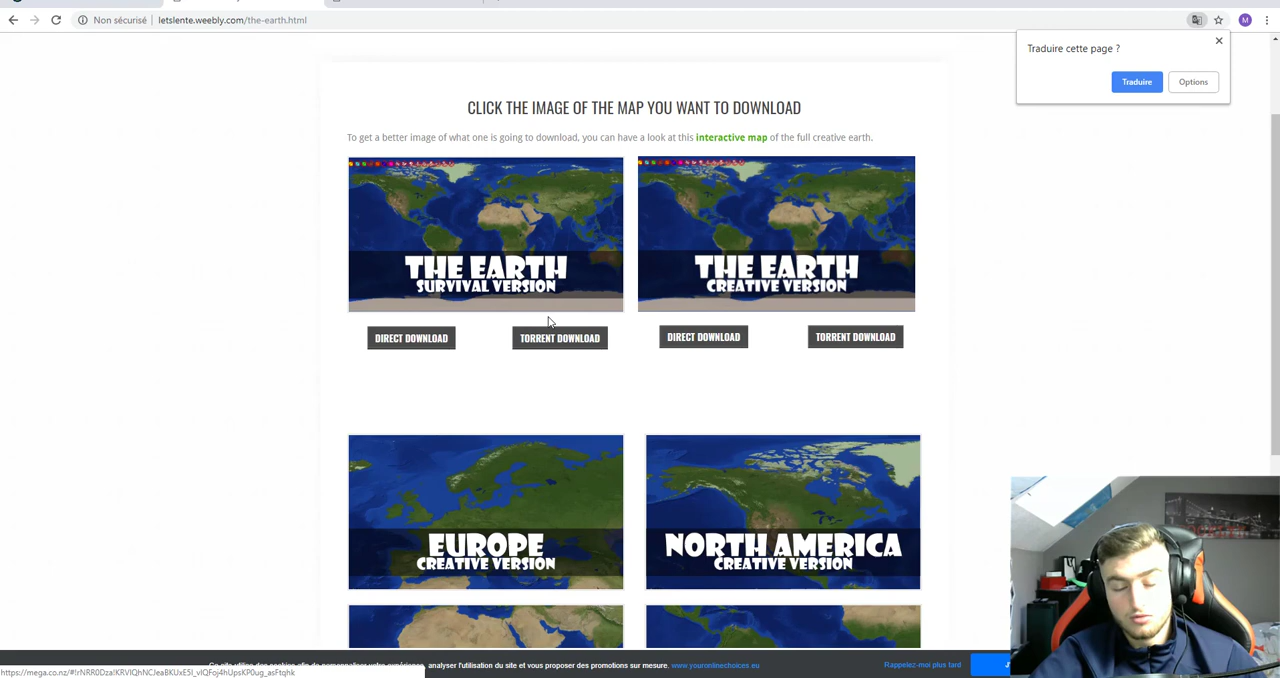 Non sécurisé
letslente.weebly.com/the-earth.html
M
Traduire cette page ?
Traduire
Options
CLICK THE IMAGE OF THE MAP YOU WANT TO DOWNLOAD
To get a better image of what one is going to download, you can have a look at this interactive map of the full creative earth.
THE EARTH
SURVIVAL VERSION
THE EARTH
CREATIVE VERSION
DIRECT DOWNLOAD
TORRENT DOWNLOAD
DIRECT DOWNLOAD
TORRENT DOWNLOAD
EUROPE
CREATIVE VERSION
NORTH AMERICA
CREATIVE VERSION
analyser l'utilisation du site et vous proposer des promotions sur mesure. www.youronlinechoices.eu
Rappelez-moi plus tard